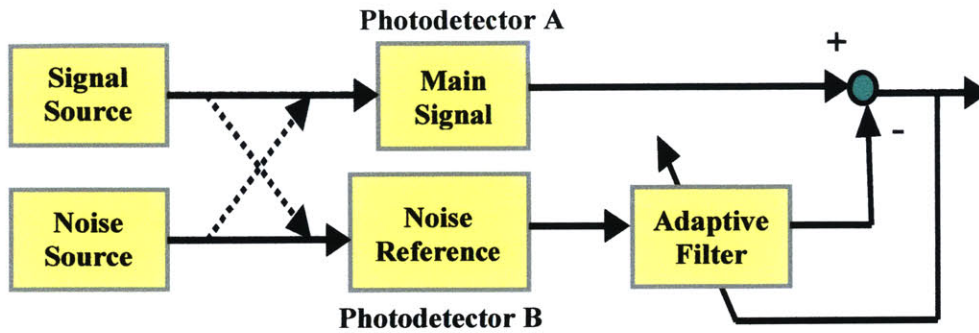 Photodetector A
+
Signal
Source
Main
Signal
-
Noise
Source
Noise
Reference
Adaptive
Filter
Photodetector B